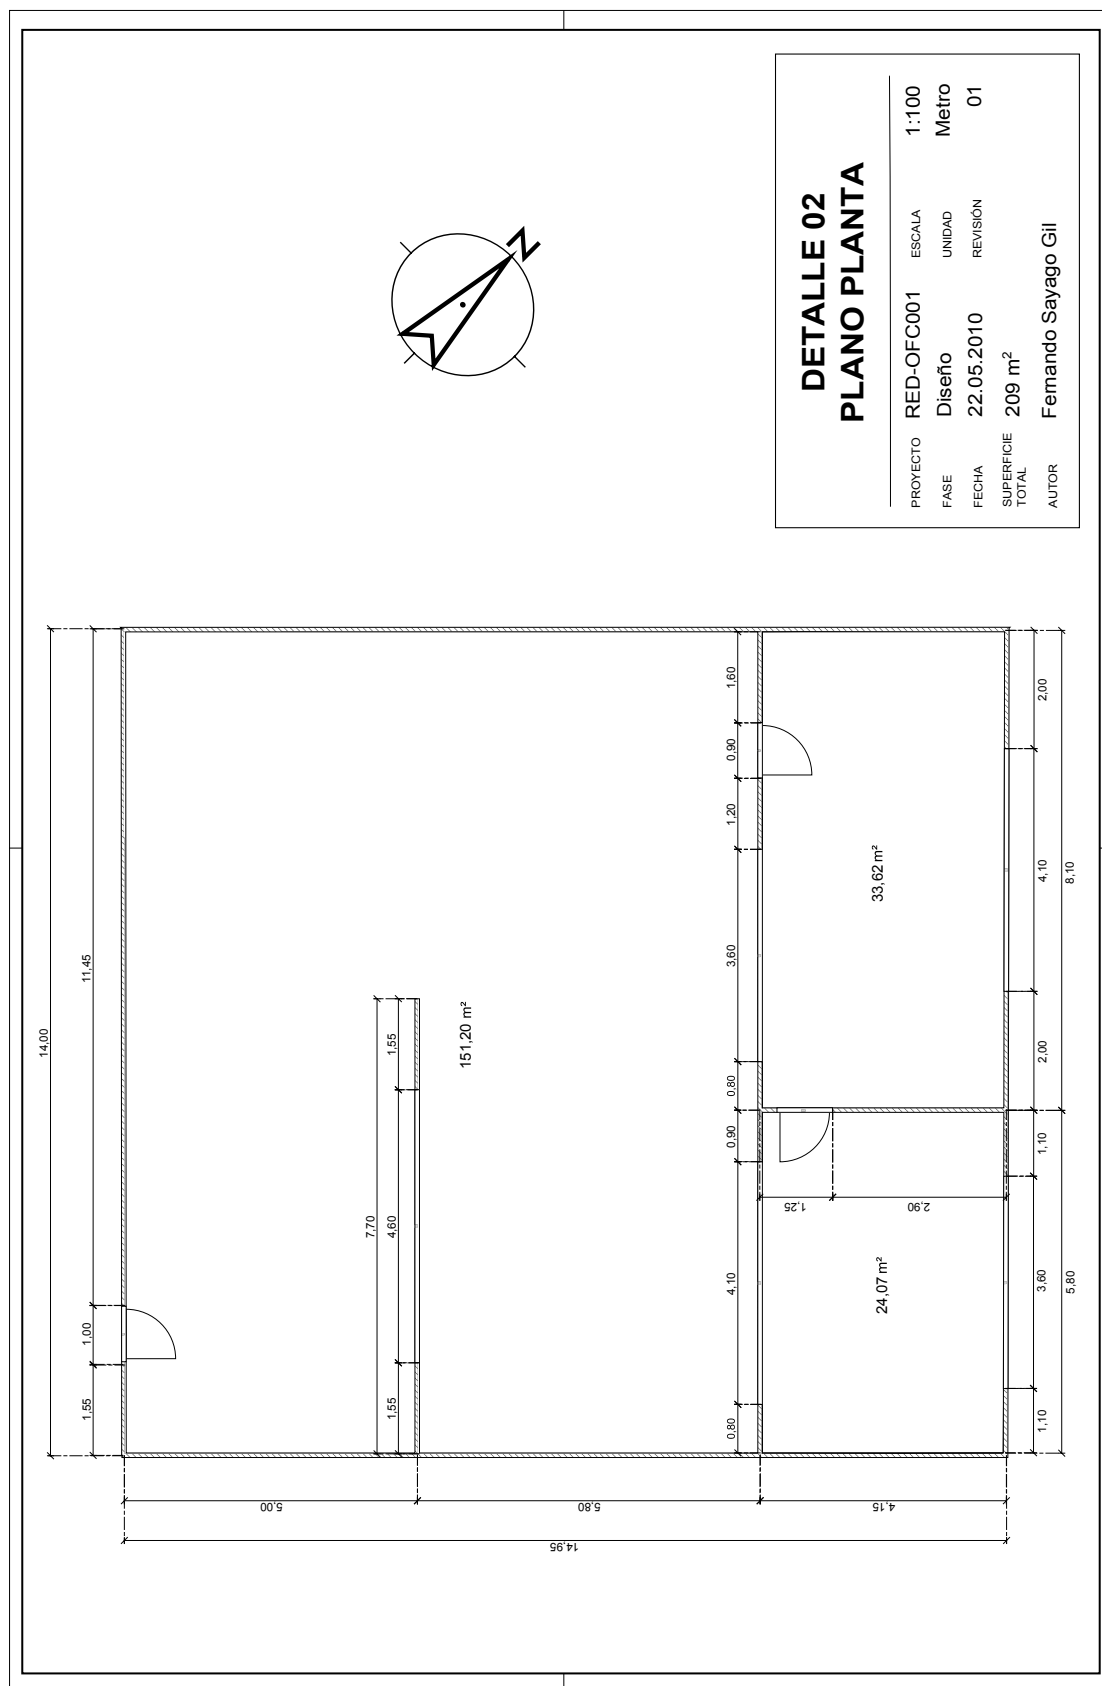 DETALLE 02
PLANO PLANTA
PROYECTO RED-OFC001 ESCALA 1:100
FASE Diseño UNIDAD Metro
FECHA 22.05.2010 REVISIÓN 01
SUPERFICIE TOTAL 209 m²
AUTOR Fernando Sayago Gil
N
14,00
1,55 1,00 11,45
7,70
1,55 4,60 1,55
151,20 m²
0,80 4,10 0,90 0,80 3,60 1,20 0,90 1,60
24,07 m²
33,62 m²
1,25
2,90
1,10 3,60 1,10 2,00 4,10 2,00
5,80 8,10
5,00
5,80
4,15
14,95